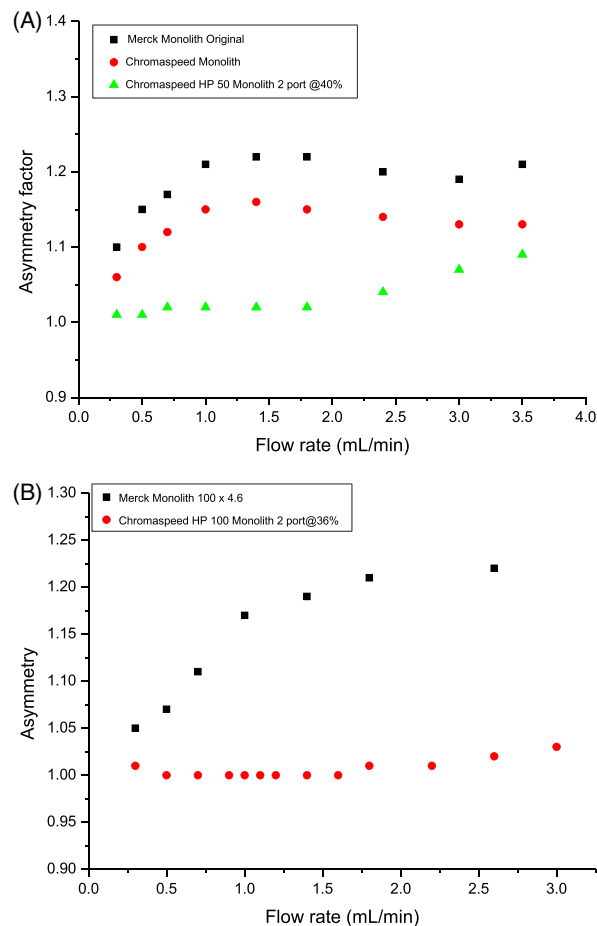 (A)
1.4
Merck Monolith Original
Chromaspeed Monolith
Chromaspeed HP 50 Monolith 2 port @40%
1.3
1.2
1.1
1.0
0.9
Asymmetry factor
0.0 0.5 1.0 1.5 2.0 2.5 3.0 3.5 4.0
Flow rate (mL/min)
(B)
1.30
Merck Monolith 100 x 4.6
Chromaspeed HP 100 Monolith 2 port@36%
1.25
1.20
1.15
1.10
1.05
1.00
0.95
0.90
Asymmetry
0.0 0.5 1.0 1.5 2.0 2.5 3.0
Flow rate (mL/min)